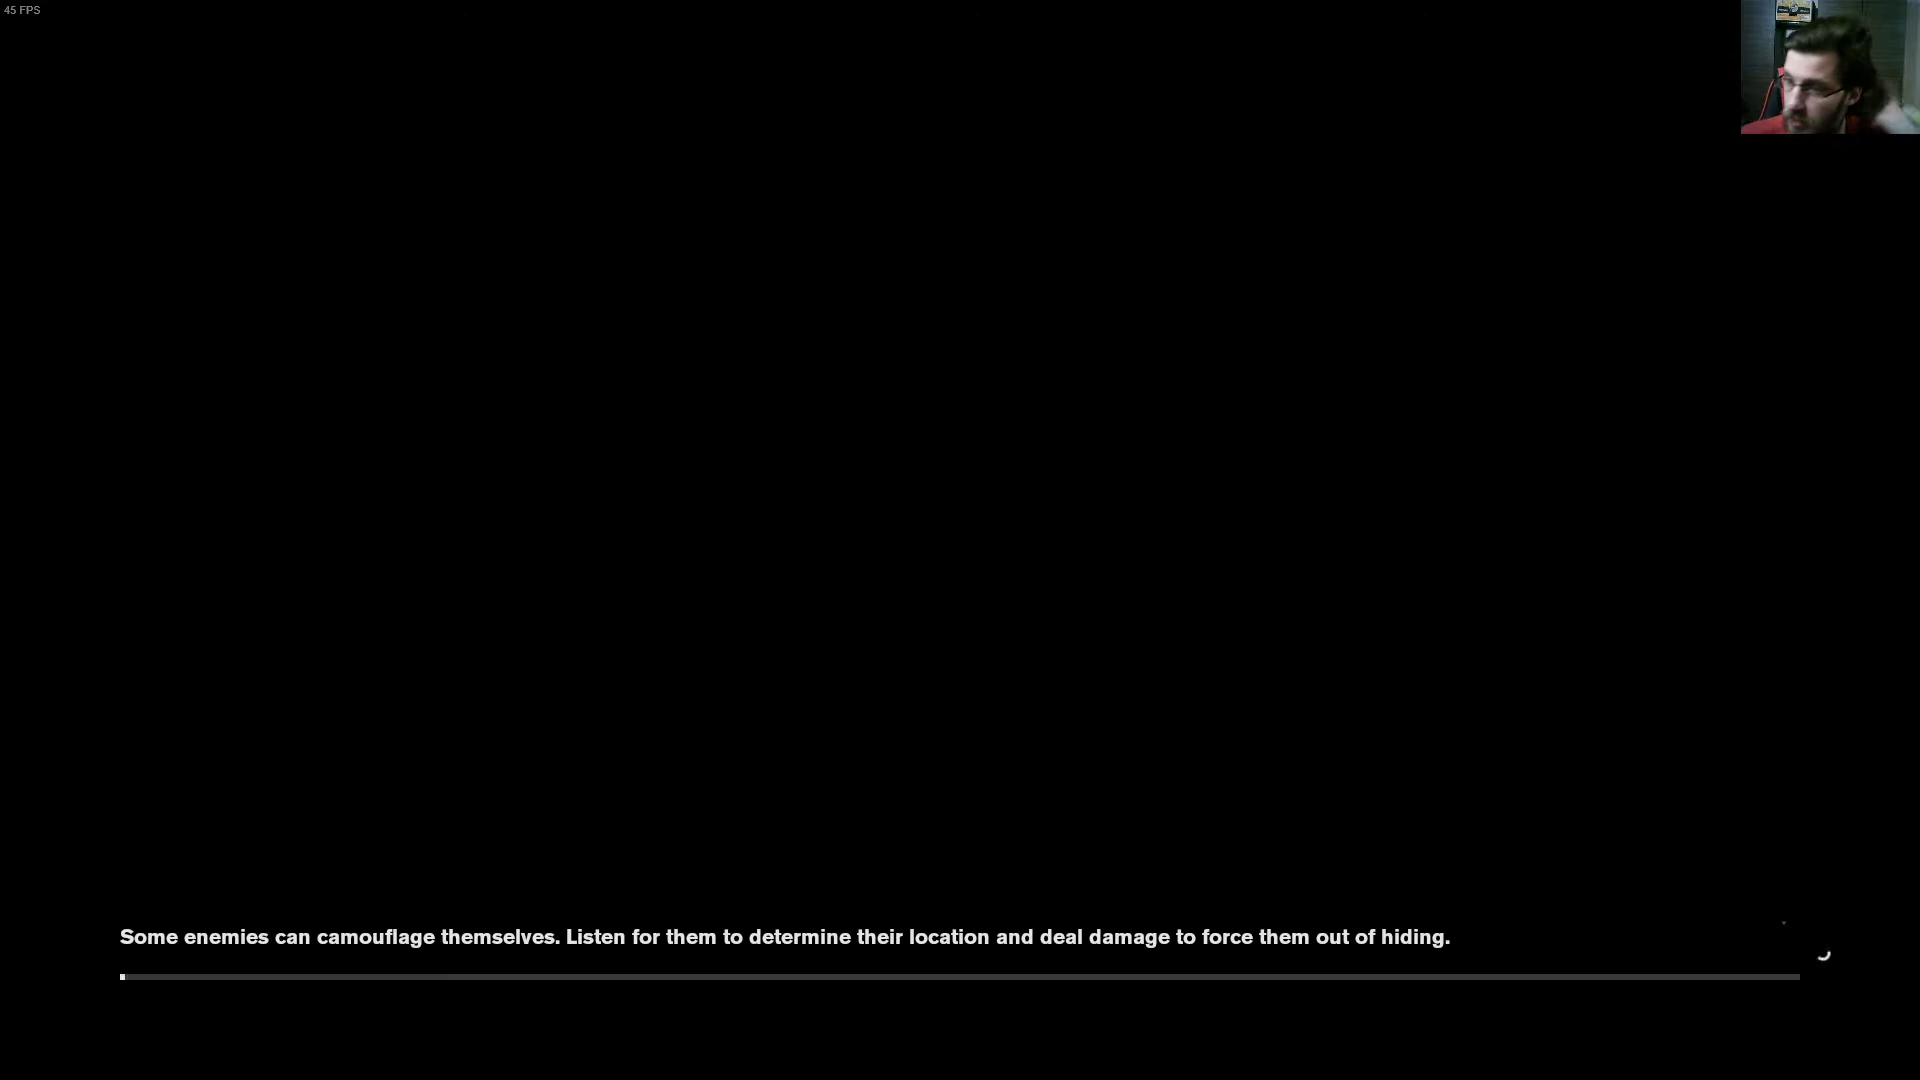 45 FPS
Some enemies can camouflage themselves. Listen for them to determine their location and deal damage to force them out of hiding.